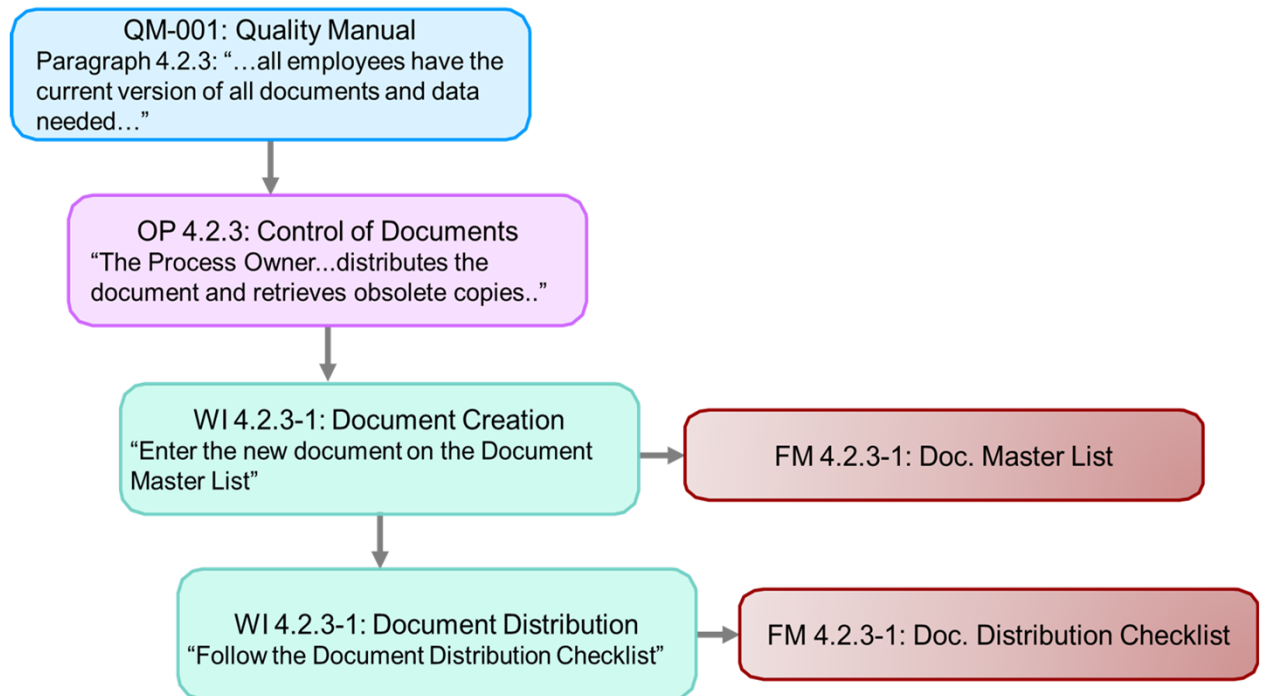 QM-001: Quality Manual
Paragraph 4.2.3: “…all employees have the
current version of all documents and data
needed…”
OP 4.2.3: Control of Documents
“The Process Owner...distributes the
document and retrieves obsolete copies..”
WI 4.2.3-1: Document Creation
“Enter the new document on the Document
Master List”
FM 4.2.3-1: Doc. Master List
WI 4.2.3-1: Document Distribution
“Follow the Document Distribution Checklist”
FM 4.2.3-1: Doc. Distribution Checklist